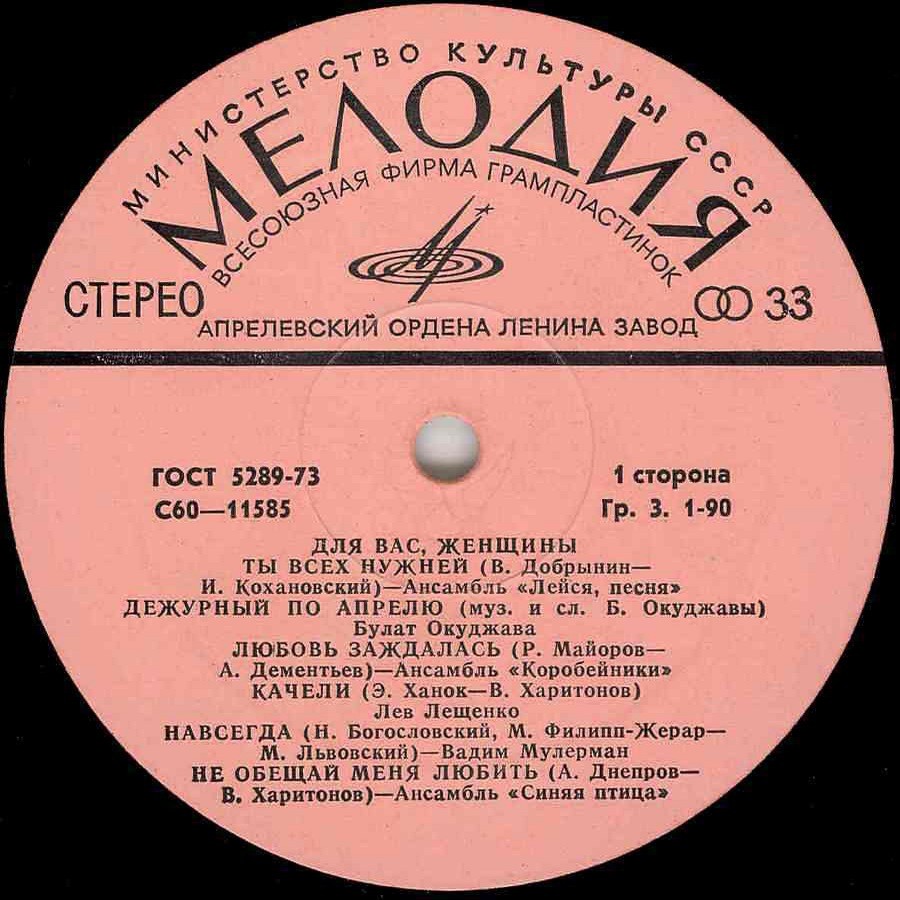 МИНИСТЕРСТВО КУЛЬТУРЫ СССР
МЕЛОДИЯ
ВСЕСОЮЗНАЯ ФИРМА ГРАМПЛАСТИНОК
СТЕРЕО
33
АПРЕЛЕВСКИЙ ОРДЕНА ЛЕНИНА ЗАВОД
ГОСТ 5289-73
1 сторона
С60—11585
Гр. 3. 1-90
ДЛЯ ВАС, ЖЕНЩИНЫ
ТЫ ВСЕХ НУЖНЕЙ (В. Добрынин—
И. Кохановский)—Ансамбль «Лейся, песня»
ДЕЖУРНЫЙ ПО АПРЕЛЮ (муз. и сл. Б. Окуджавы)
Булат Окуджава
ЛЮБОВЬ ЗАЖДАЛАСЬ (Р. Майоров—
А. Дементьев)—Ансамбль «Коробейники»
КАЧЕЛИ (Э. Ханок—В. Харитонов)
Лев Лещенко
НАВСЕГДА (Н. Богословский, М. Филипп-Жерар—
М. Львовский)—Вадим Мулерман
НЕ ОБЕЩАЙ МЕНЯ ЛЮБИТЬ (А. Днепров—
В. Харитонов)—Ансамбль «Синяя птица»